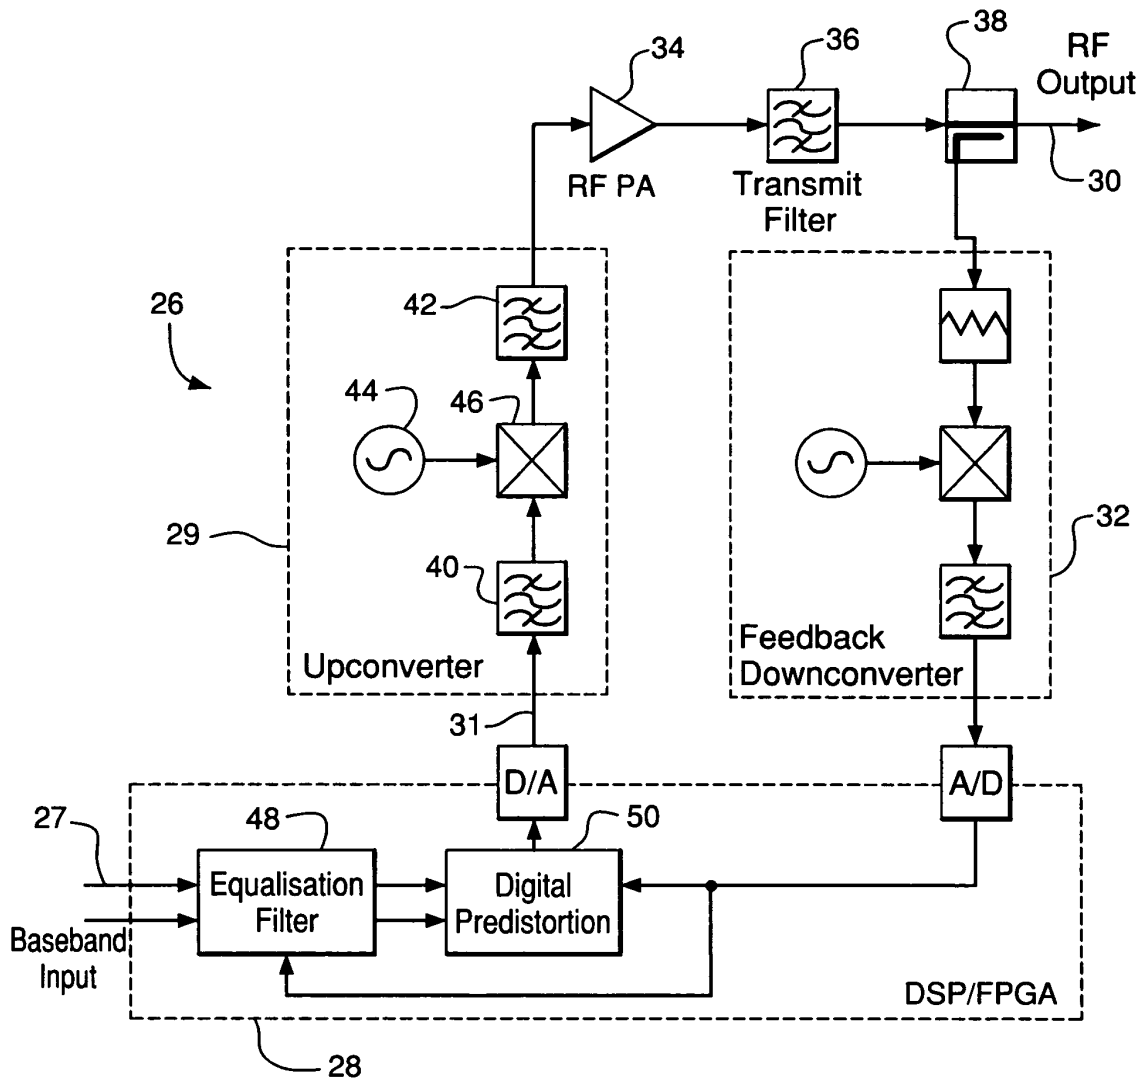 34
36
38
RF
Output
RF PA
Transmit
Filter
30
26
42
44
46
29
40
32
Upconverter
Feedback
Downconverter
31
D/A
A/D
27
48
50
Equalisation
Filter
Digital
Predistortion
Baseband
Input
DSP/FPGA
28